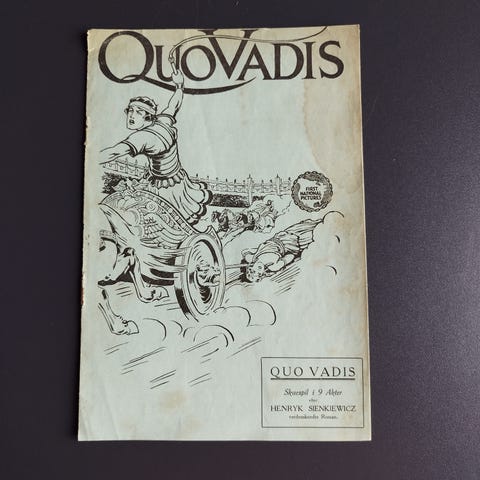 QUO VADIS
FIRST
NATIONAL
PICTURES
QUO VADIS
Skuespil i 9 Akter
efter
HENRYK SIENKIEWICZ
verdenskendte Roman.